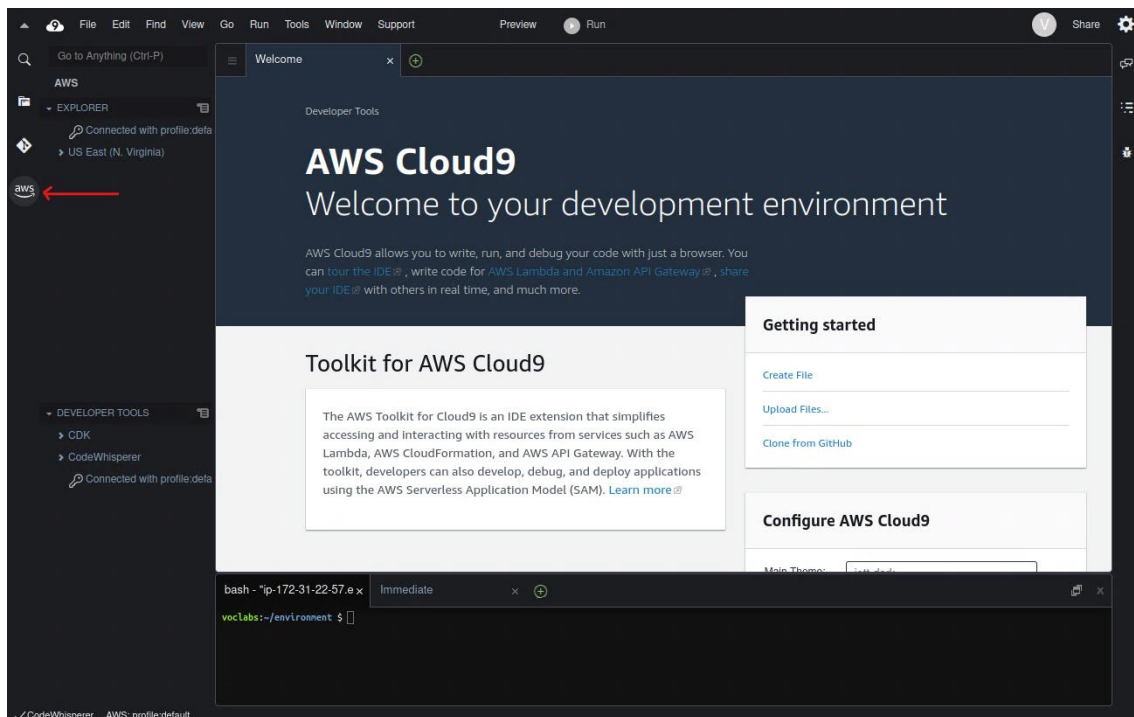 9 File Edit Find View Go Run Tools Window Support Preview Run V Share
Go to Anything (Ctrl-P)
Welcome
AWS
EXPLORER
Connected with profile:defa
US East (N. Virginia)
aws
Developer Tools
AWS Cloud9
Welcome to your development environment
AWS Cloud9 allows you to write, run, and debug your code with just a browser. You
can tour the IDE , write code for AWS Lambda and Amazon API Gateway , share
your IDE with others in real time, and much more.
Toolkit for AWS Cloud9
The AWS Toolkit for Cloud9 is an IDE extension that simplifies
accessing and interacting with resources from services such as AWS
Lambda, AWS CloudFormation, and AWS API Gateway. With the
toolkit, developers can also develop, debug, and deploy applications
using the AWS Serverless Application Model (SAM). Learn more
Getting started
Create File
Upload Files...
Clone from GitHub
Configure AWS Cloud9
Main Theme:
DEVELOPER TOOLS
CDK
CodeWhisperer
Connected with profile:defa
bash - "ip-172-31-22-57.e x Immediate
voclabs:~/environment $
CodeWhisperer AWS: profile:default